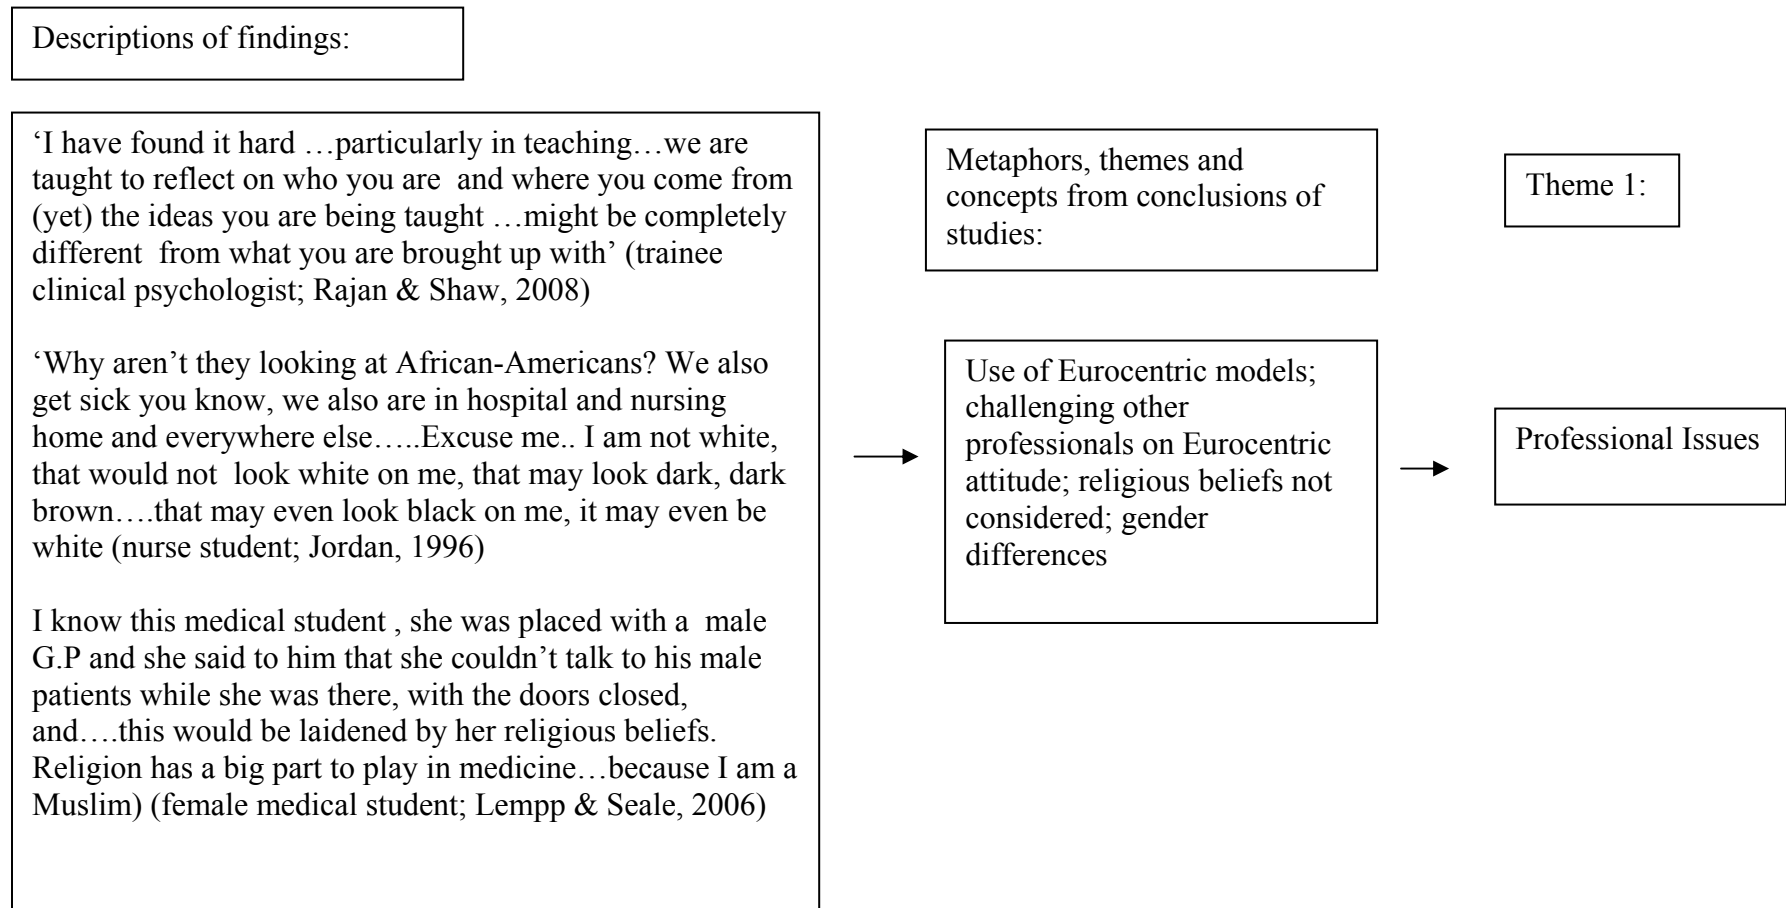 Descriptions of findings:
‘I have found it hard …particularly in teaching…we are
taught to reflect on who you are  and where you come from
(yet) the ideas you are being taught …might be completely
different  from what you are brought up with’ (trainee
clinical psychologist; Rajan & Shaw, 2008)
‘Why aren’t they looking at African-Americans? We also
get sick you know, we also are in hospital and nursing
home and everywhere else…..Excuse me.. I am not white,
that would not  look white on me, that may look dark, dark
brown….that may even look black on me, it may even be
white (nurse student; Jordan, 1996)
I know this medical student , she was placed with a  male
G.P and she said to him that she couldn’t talk to his male
patients while she was there, with the doors closed,
and….this would be laidened by her religious beliefs.
Religion has a big part to play in medicine…because I am a
Muslim) (female medical student; Lempp & Seale, 2006)
Metaphors, themes and
concepts from conclusions of
studies:
Use of Eurocentric models;
challenging other
professionals on Eurocentric
attitude; religious beliefs not
considered; gender
differences
Theme 1:
Professional Issues